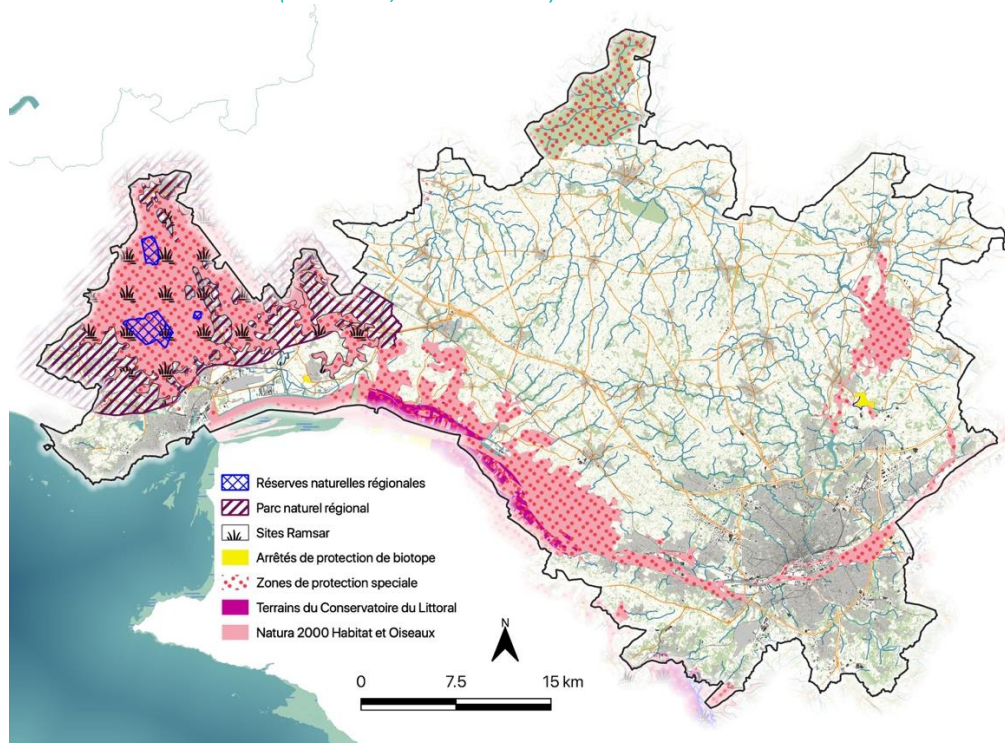 Réserves naturelles régionales
Parc naturel régional
Sites Ramsar
Arrêtés de protection de biotope
Zones de protection speciale
Terrains du Conservatoire du Littoral
Natura 2000 Habitat et Oiseaux
N
0 7.5 15 km